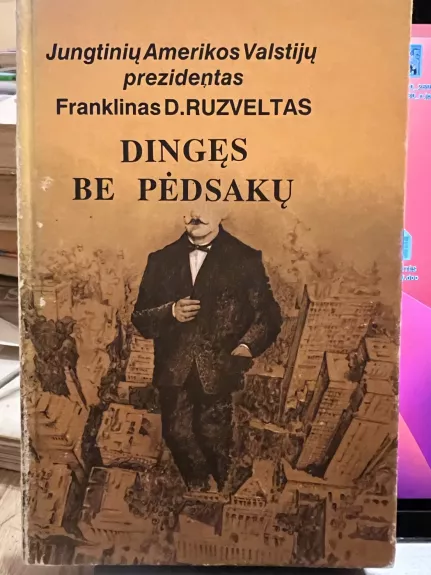 Jungtinių Amerikos Valstijų
prezidentas
Franklinas D.RUZVELTAS
DINGĘS
BE PĖDSAKŲ